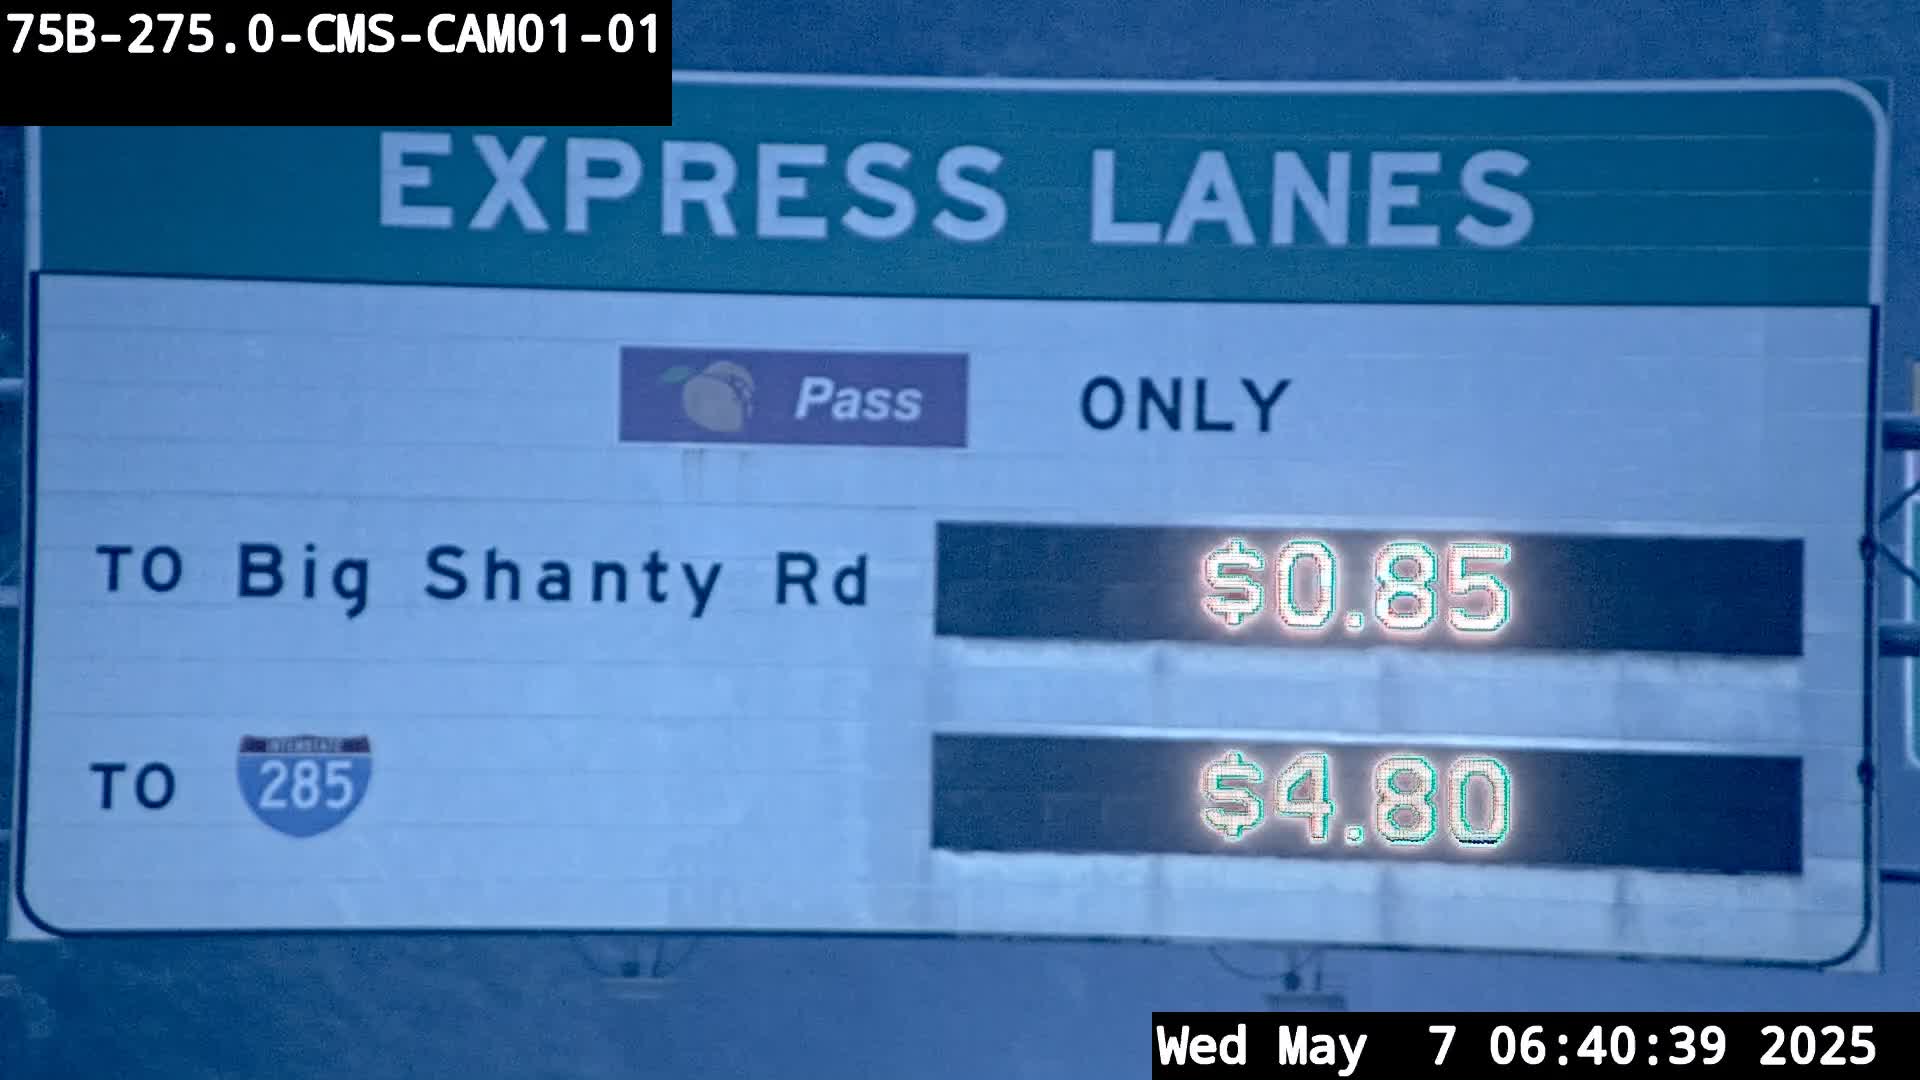 75B-275.0-CMS-CAM01-01
EXPRESS LANES
Pass ONLY
TO Big Shanty Rd $0.85
INTERSTATE
TO 285 $4.80
Wed May 7 06:40:39 2025